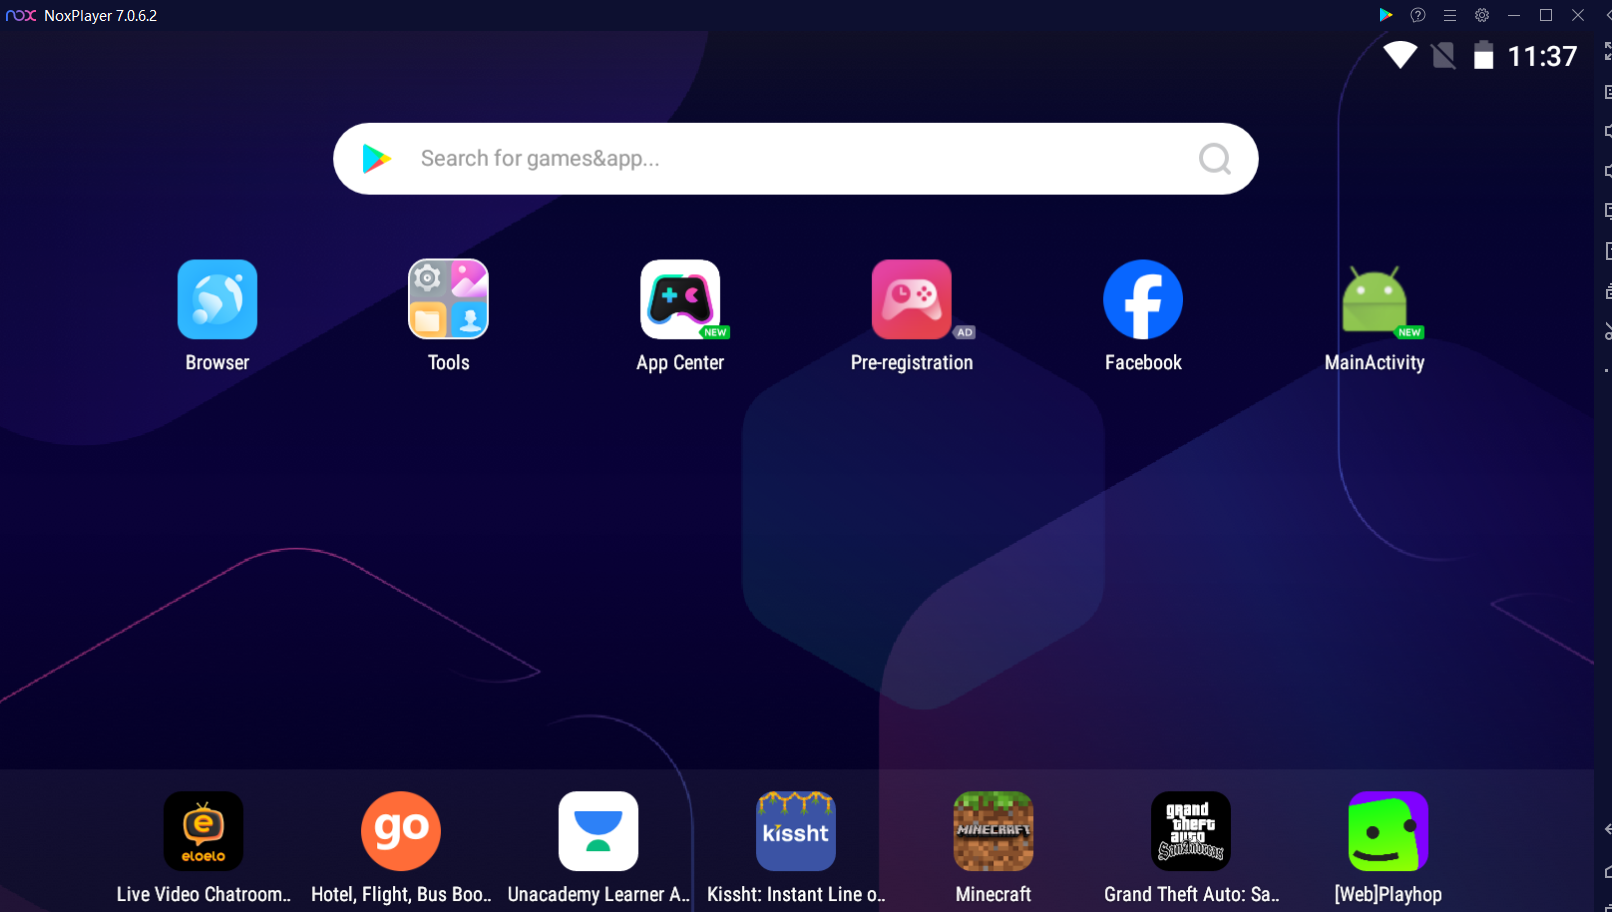 nox NoxPlayer 7.0.6.2
11:37
Search for games&app...
NEW
AD
NEW
Browser
Tools
App Center
Pre-registration
Facebook
MainActivity
e
eloelo
go
kissht
MINECRAFT
grand
theft
auto
SanAndreas
Live Video Chatroom..
Hotel, Flight, Bus Boo..
Unacademy Learner A..
Kissht: Instant Line o..
Minecraft
Grand Theft Auto: Sa..
[Web]Playhop